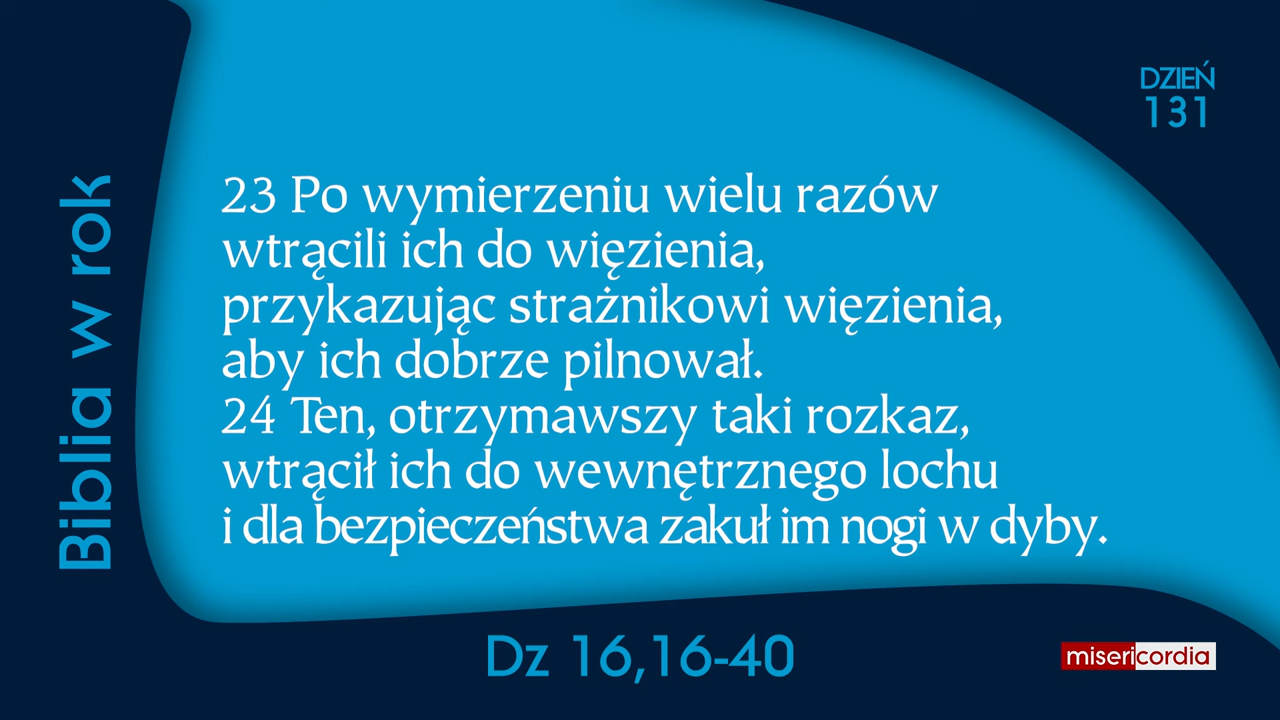 DZIEŃ
131
Biblia w rok
23 Po wymierzeniu wielu razów
wtrącili ich do więzienia,
przykazując strażnikowi więzienia,
aby ich dobrze pilnował.
24 Ten, otrzymawszy taki rozkaz,
wtrącił ich do wewnętrznego lochu
i dla bezpieczeństwa zakuł im nogi w dyby.
Dz 16,16-40
misericordia